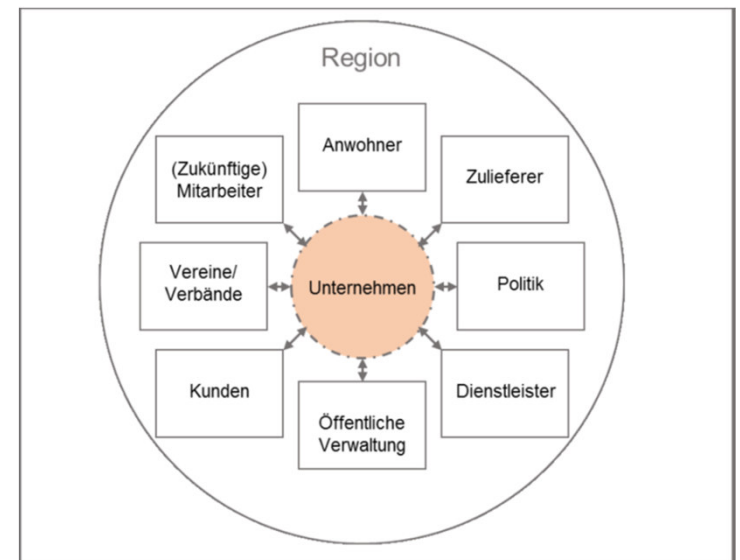 Region
Anwohner
(Zukünftige)
Mitarbeiter
Zulieferer
Vereine/
Verbände
Unternehmen
Politik
Kunden
Öffentliche
Verwaltung
Dienstleister